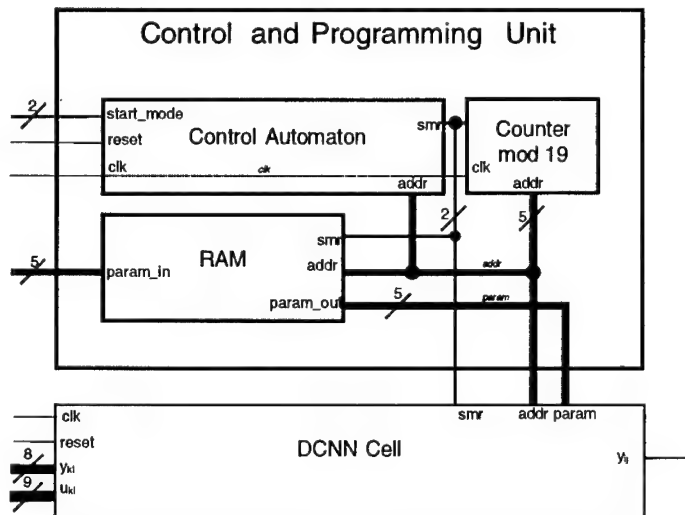 Control and Programming Unit
2
start_mode
reset
clk
Control Automaton
clk
smr
addr
Counter
mod 19
clk
addr
2
5
smr
RAM
addr
addr
5
param_in
param_out
5
param
clk
smr
addr param
reset
DCNN Cell
8
ykl
yij
9
ukl